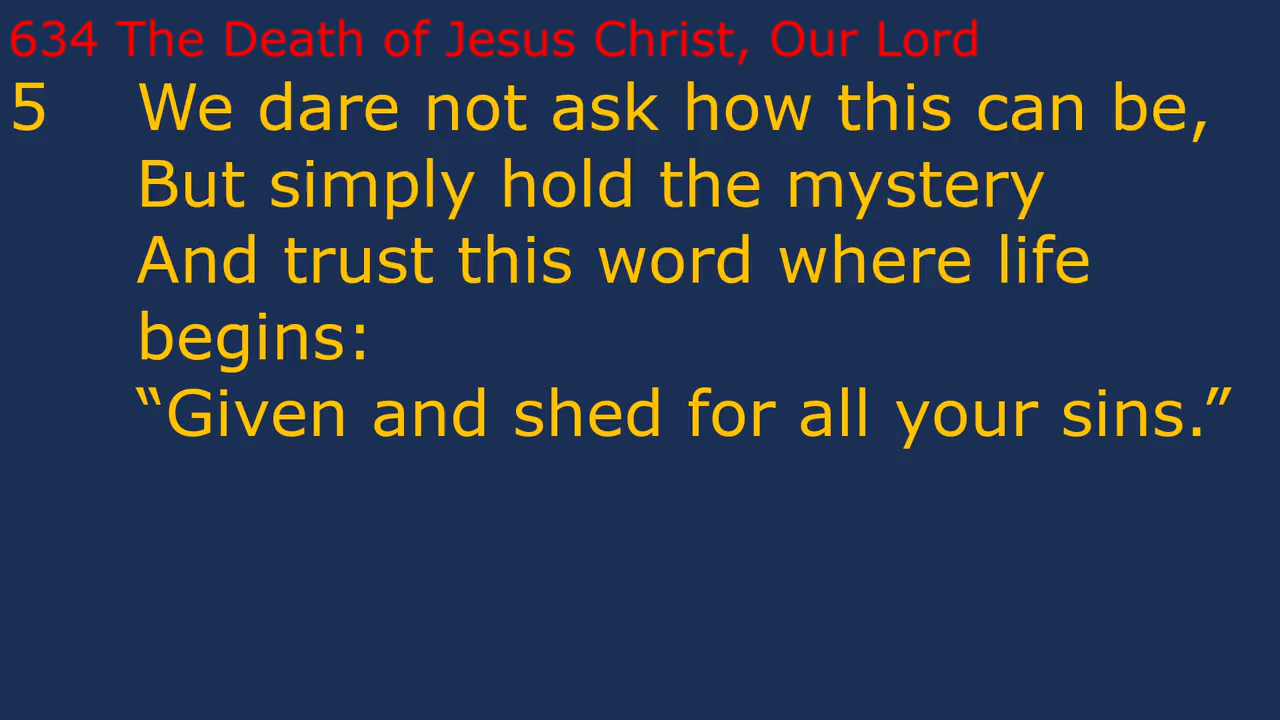 634 The Death of Jesus Christ, Our Lord
5 We dare not ask how this can be,
But simply hold the mystery
And trust this word where life
begins:
“Given and shed for all your sins.”